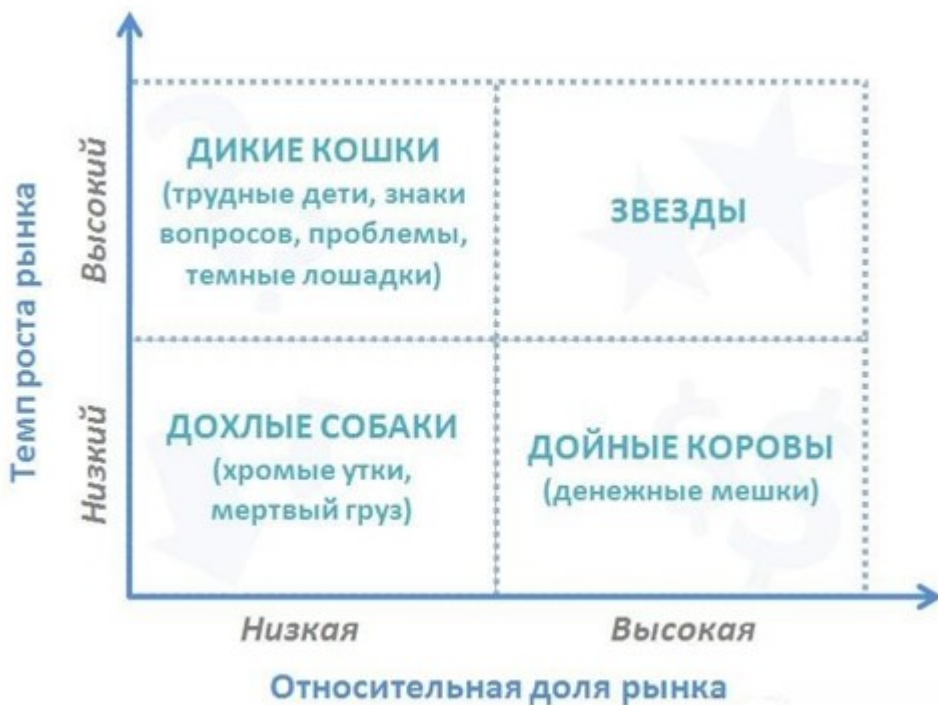 Темп роста рынка
Высокий
Низкий
ДИКИЕ КОШКИ
(трудные дети, знаки
вопросов, проблемы,
темные лошадки)
ЗВЕЗДЫ
ДОХЛЫЕ СОБАКИ
(хромые утки,
мертвый груз)
ДОЙНЫЕ КОРОВЫ
(денежные мешки)
Низкая
Высокая
Относительная доля рынка